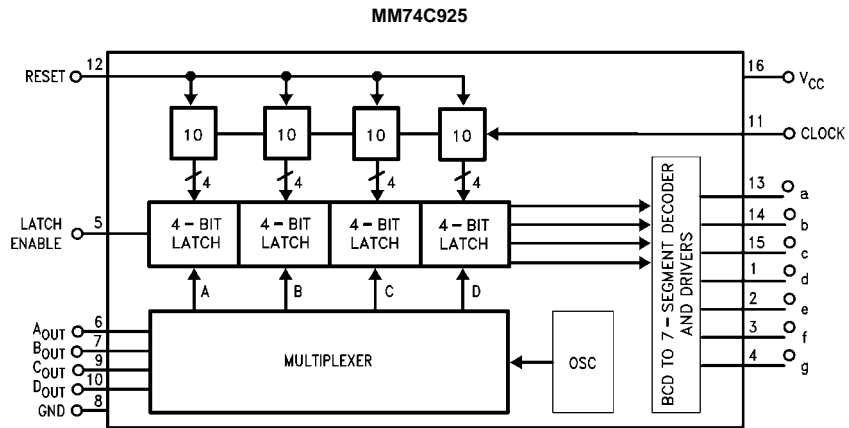 MM74C925
RESET 12
16 VCC
10 10 10 10
11 CLOCK
4 4 4 4
LATCH ENABLE 5
4-BIT LATCH
4-BIT LATCH
4-BIT LATCH
4-BIT LATCH
BCD TO 7-SEGMENT DECODER AND DRIVERS
13 a
14 b
15 c
1 d
2 e
3 f
4 g
A B C D
AOUT 6
BOUT 7
COUT 9
DOUT 10
GND 8
MULTIPLEXER
OSC